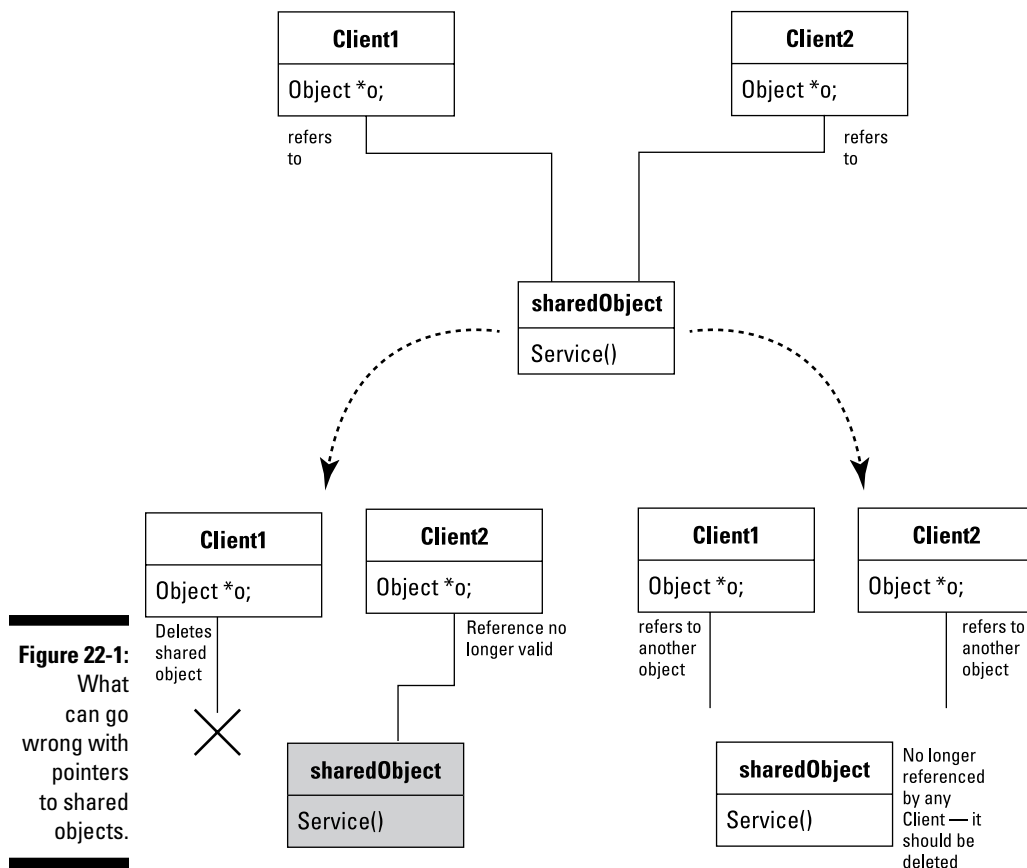 Client1
Object *o;
refers
to
Client2
Object *o;
refers
to
sharedObject
Service()
Client1
Object *o;
Deletes
shared
object
Client2
Object *o;
Reference no
longer valid
sharedObject
Service()
Client1
Object *o;
refers to
another
object
Client2
Object *o;
refers to
another
object
sharedObject
Service()
No longer
referenced
by any
Client — it
should be
deleted
Figure 22-1:
What
can go
wrong with
pointers
to shared
objects.